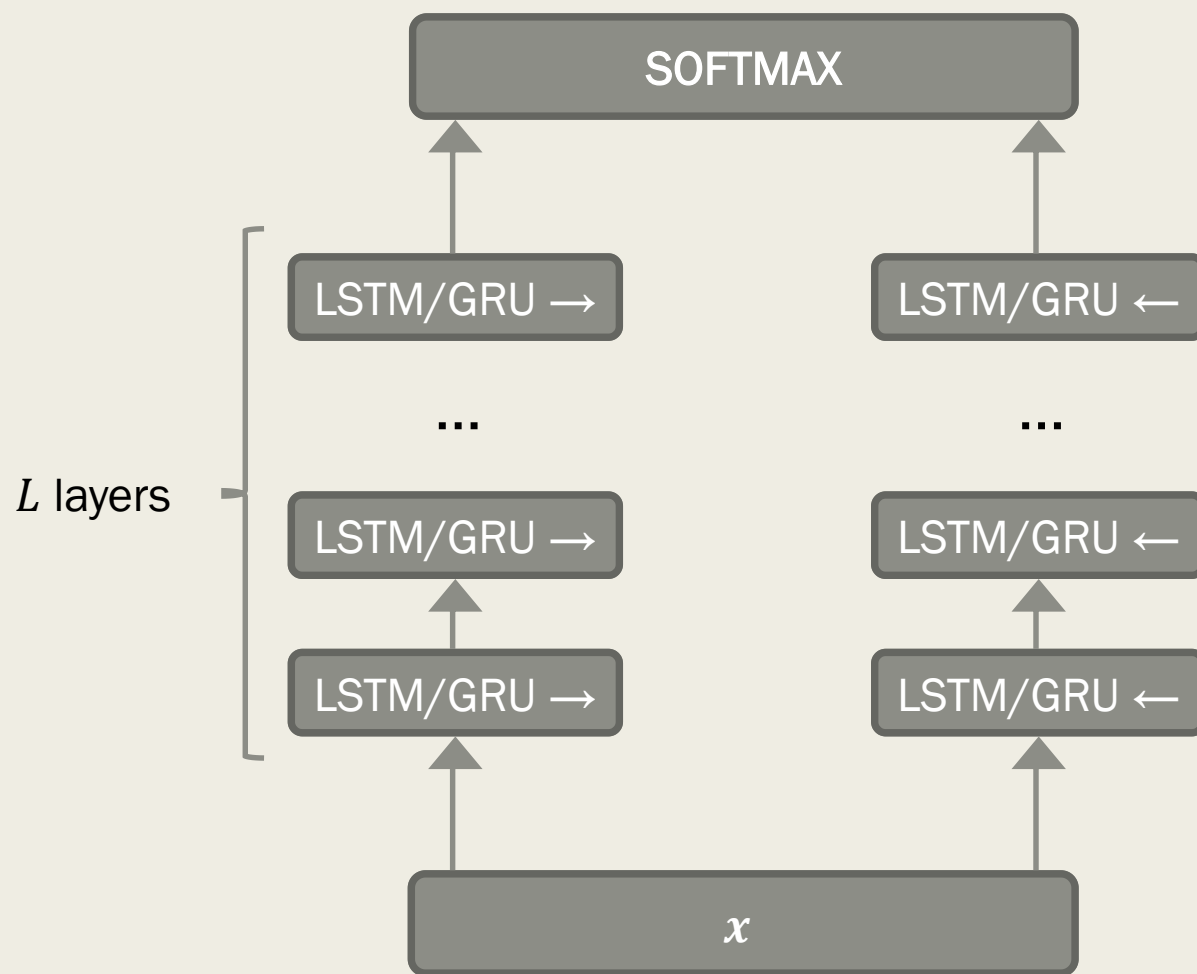 SOFTMAX
LSTM/GRU → LSTM/GRU ←
... ...
L layers
LSTM/GRU → LSTM/GRU ←
LSTM/GRU → LSTM/GRU ←
x